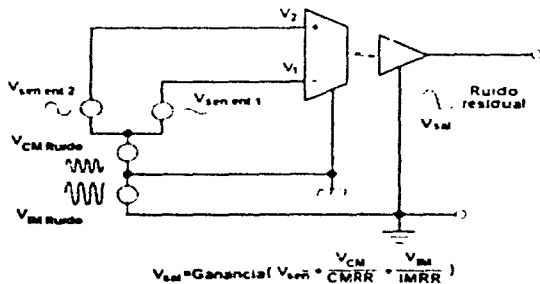 V2
V1
Vsen ent 2
Vsen ent 1
VCM Ruido
VIM Ruido
Ruido
residual
Vsal
Vsal=Ganancia( Vsen + VCM/CMRR + VIM/IMRR )